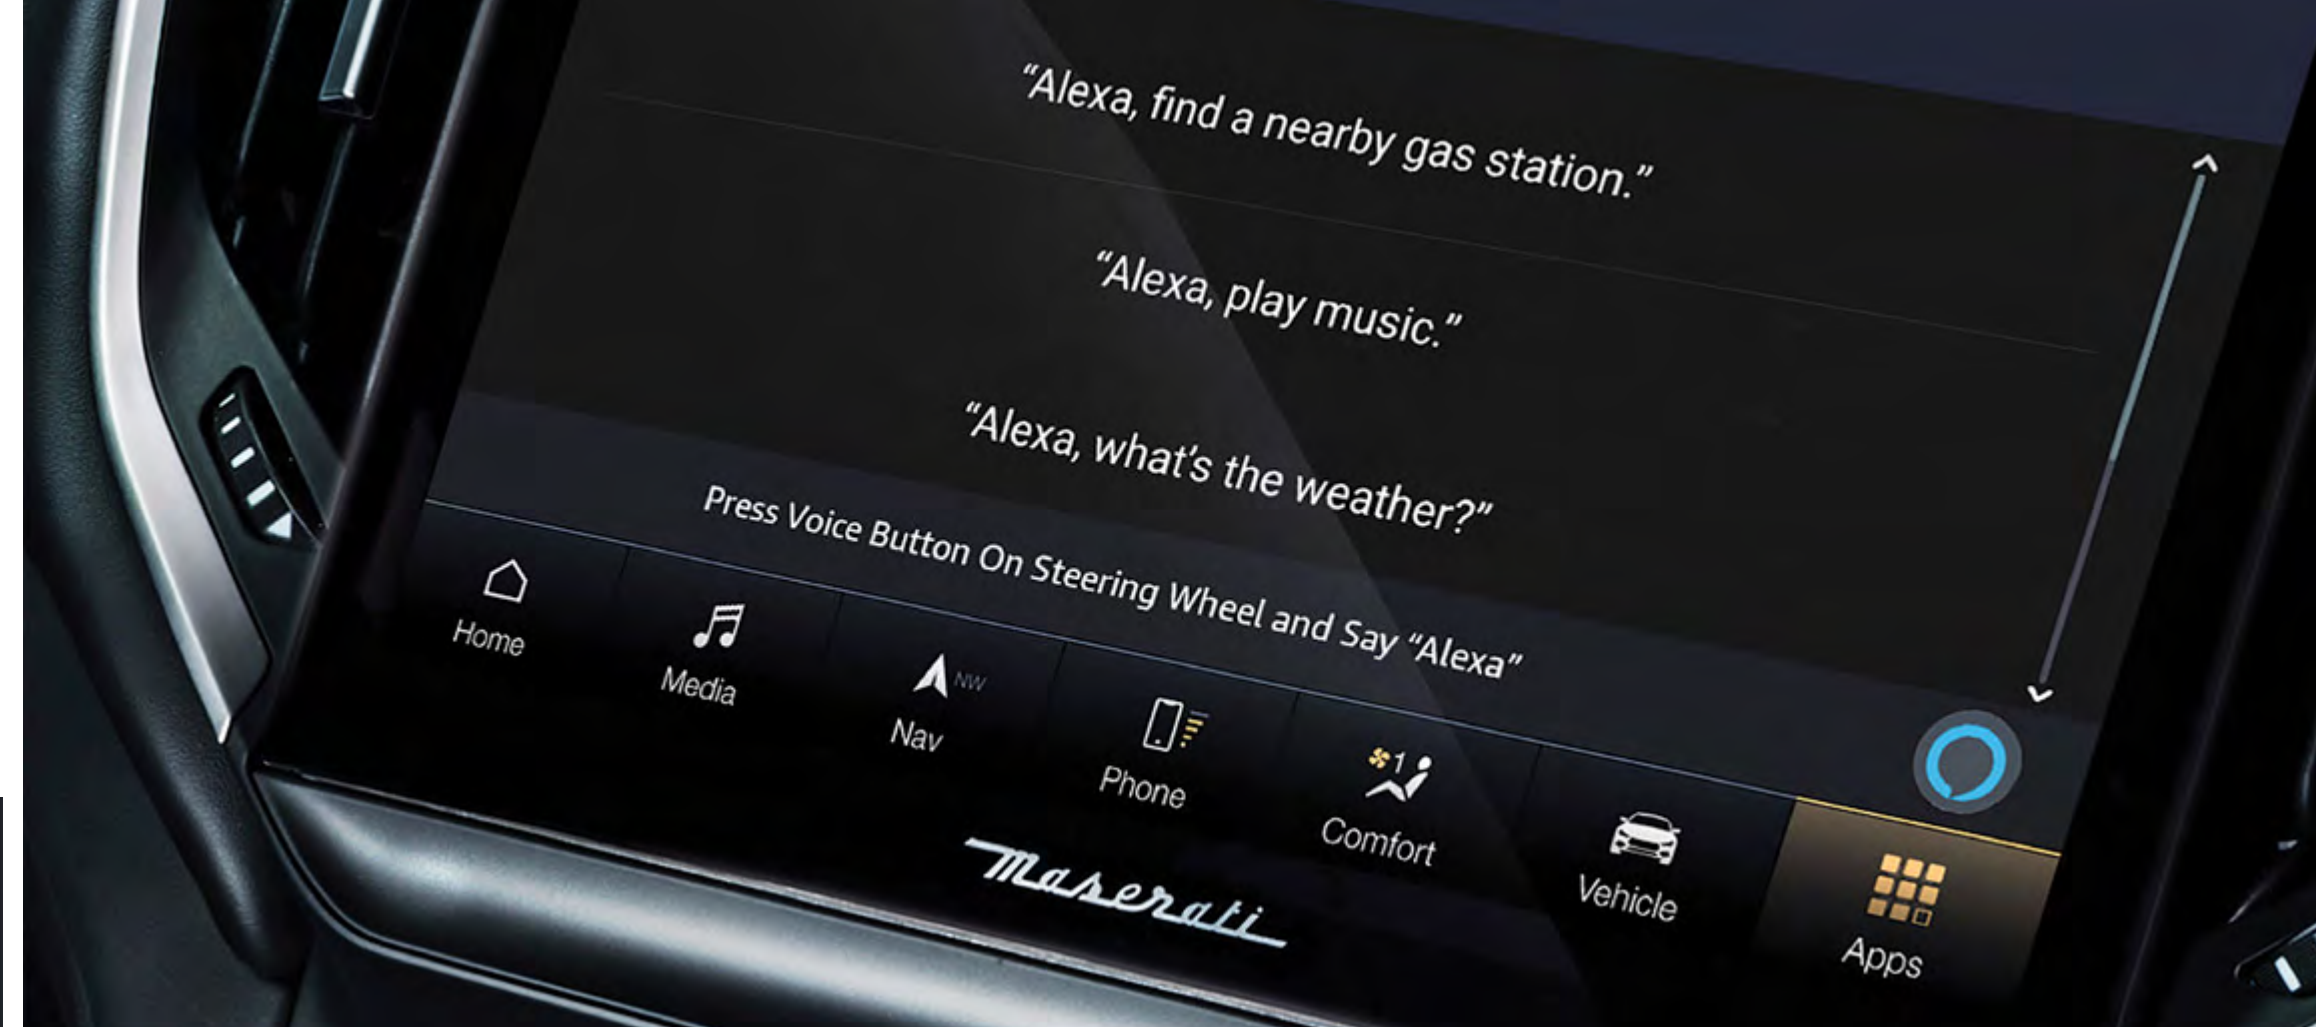 “Alexa, find a nearby gas station.”
“Alexa, play music.”
“Alexa, what’s the weather?”
Press Voice Button On Steering Wheel and Say “Alexa”
Home
Media
NW
Nav
Phone
1
Comfort
Vehicle
Apps
Maserati